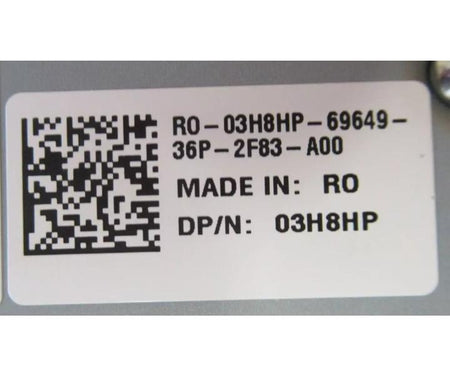 RO-03H8HP-69649-
36P-2F83-A00
MADE IN: RO
DP/N: 03H8HP